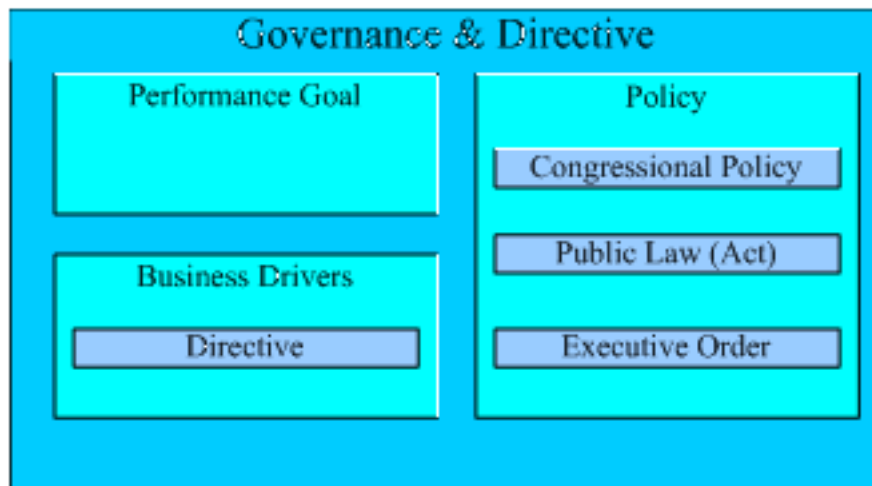 Governance & Directive
Performance Goal
Business Drivers
Directive
Policy
Congressional Policy
Public Law (Act)
Executive Order